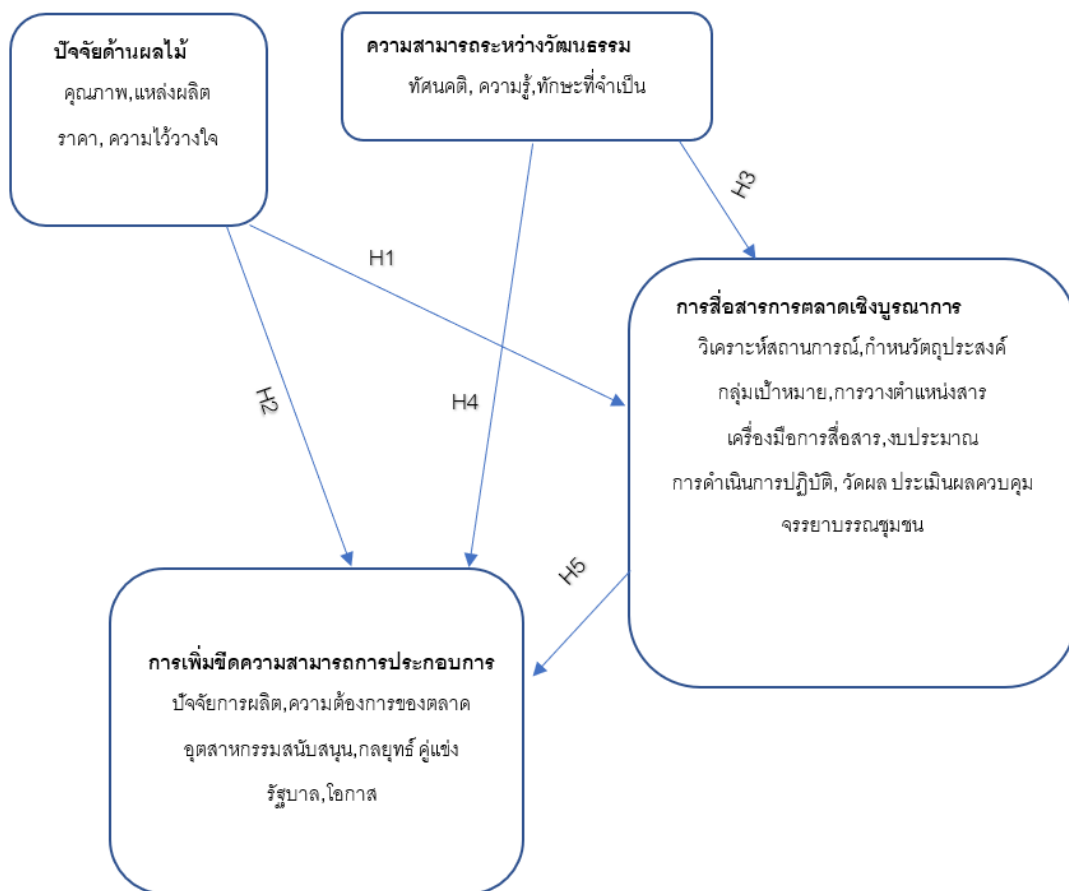 ปัจจัยด้านผลไม้
คุณภาพ,แหล่งผลิต
ราคา, ความไว้วางใจ
ความสามารถระหว่างวัฒนธรรม
ทัศนคติ, ความรู้,ทักษะที่จำเป็น
H3
H1
H2
H4
การสื่อสารการตลาดเชิงบูรณาการ
วิเคราะห์สถานการณ์,กำหนวัตถุประสงค์
กลุ่มเป้าหมาย,การวางตำแหน่งสาร
เครื่องมือการสื่อสาร,งบประมาณ
การดำเนินการปฏิบัติ, วัดผล ประเมินผลควบคุม
จรรยาบรรณชุมชน
H5
การเพิ่มขีดความสามารถการประกอบการ
ปัจจัยการผลิต,ความต้องการของตลาด
อุตสาหกรรมสนับสนุน,กลยุทธ์ คู่แข่ง
รัฐบาล,โอกาส